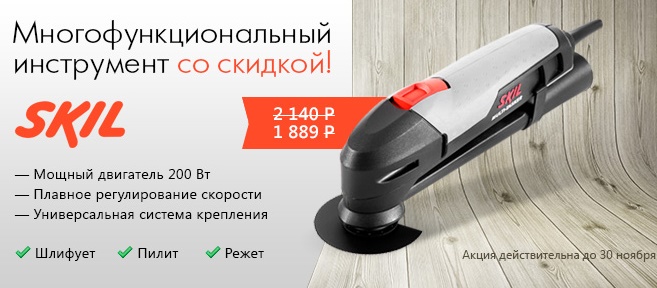 Многофункциональный
инструмент со скидкой!
SKIL
2 140 ₽
1 889 ₽
— Мощный двигатель 200 Вт
— Плавное регулирование скорости
— Универсальная система крепления
Шлифует
Пилит
Режет
SKIL
Акция действительна до 30 ноября